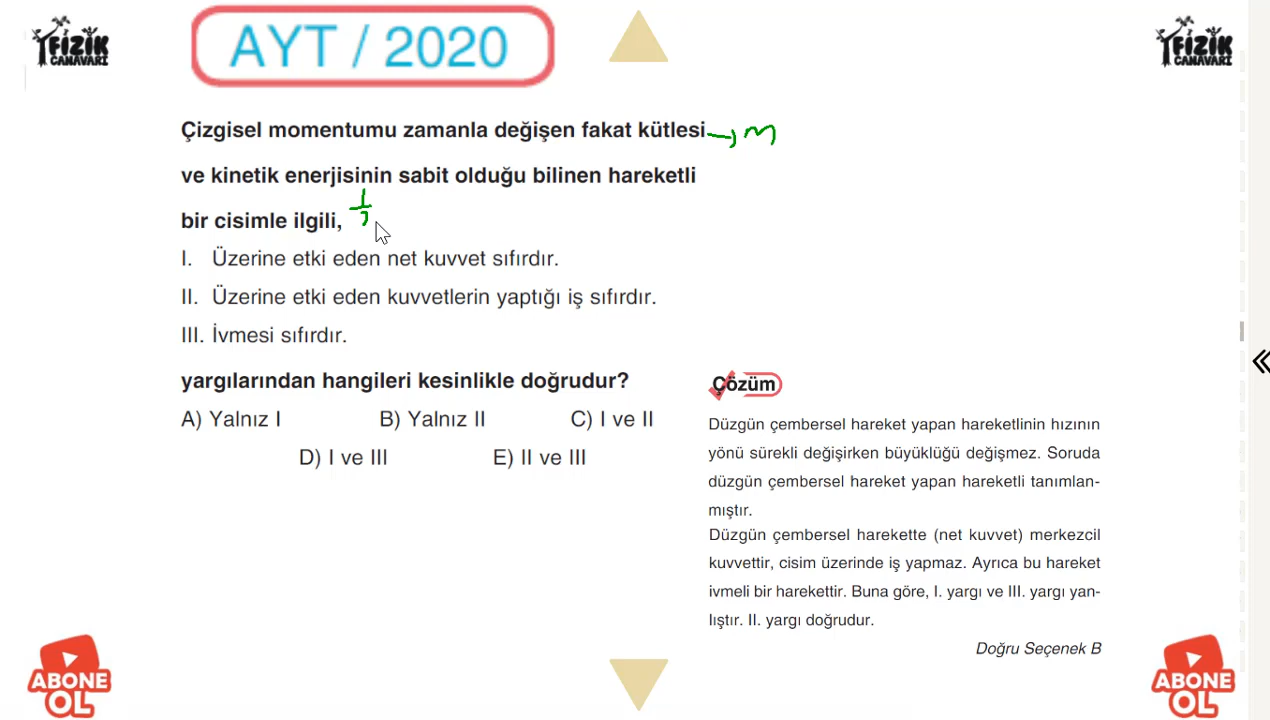 FİZİK
CANAVARI
AYT / 2020
FİZİK
CANAVARI
Çizgisel momentumu zamanla değişen fakat kütlesi → m
ve kinetik enerjisinin sabit olduğu bilinen hareketli
bir cisimle ilgili,
1/2
I. Üzerine etki eden net kuvvet sıfırdır.
II. Üzerine etki eden kuvvetlerin yaptığı iş sıfırdır.
III. İvmesi sıfırdır.
yargılarından hangileri kesinlikle doğrudur?
A) Yalnız I B) Yalnız II C) I ve II
D) I ve III E) II ve III
Çözüm
Düzgün çembersel hareket yapan hareketlinin hızının
yönü sürekli değişirken büyüklüğü değişmez. Soruda
düzgün çembersel hareket yapan hareketli tanımlan-
mıştır.
Düzgün çembersel harekette (net kuvvet) merkezcil
kuvvettir, cisim üzerinde iş yapmaz. Ayrıca bu hareket
ivmeli bir harekettir. Buna göre, I. yargı ve III. yargı yan-
lıştır. II. yargı doğrudur.
Doğru Seçenek B
ABONE
OL
ABONE
OL